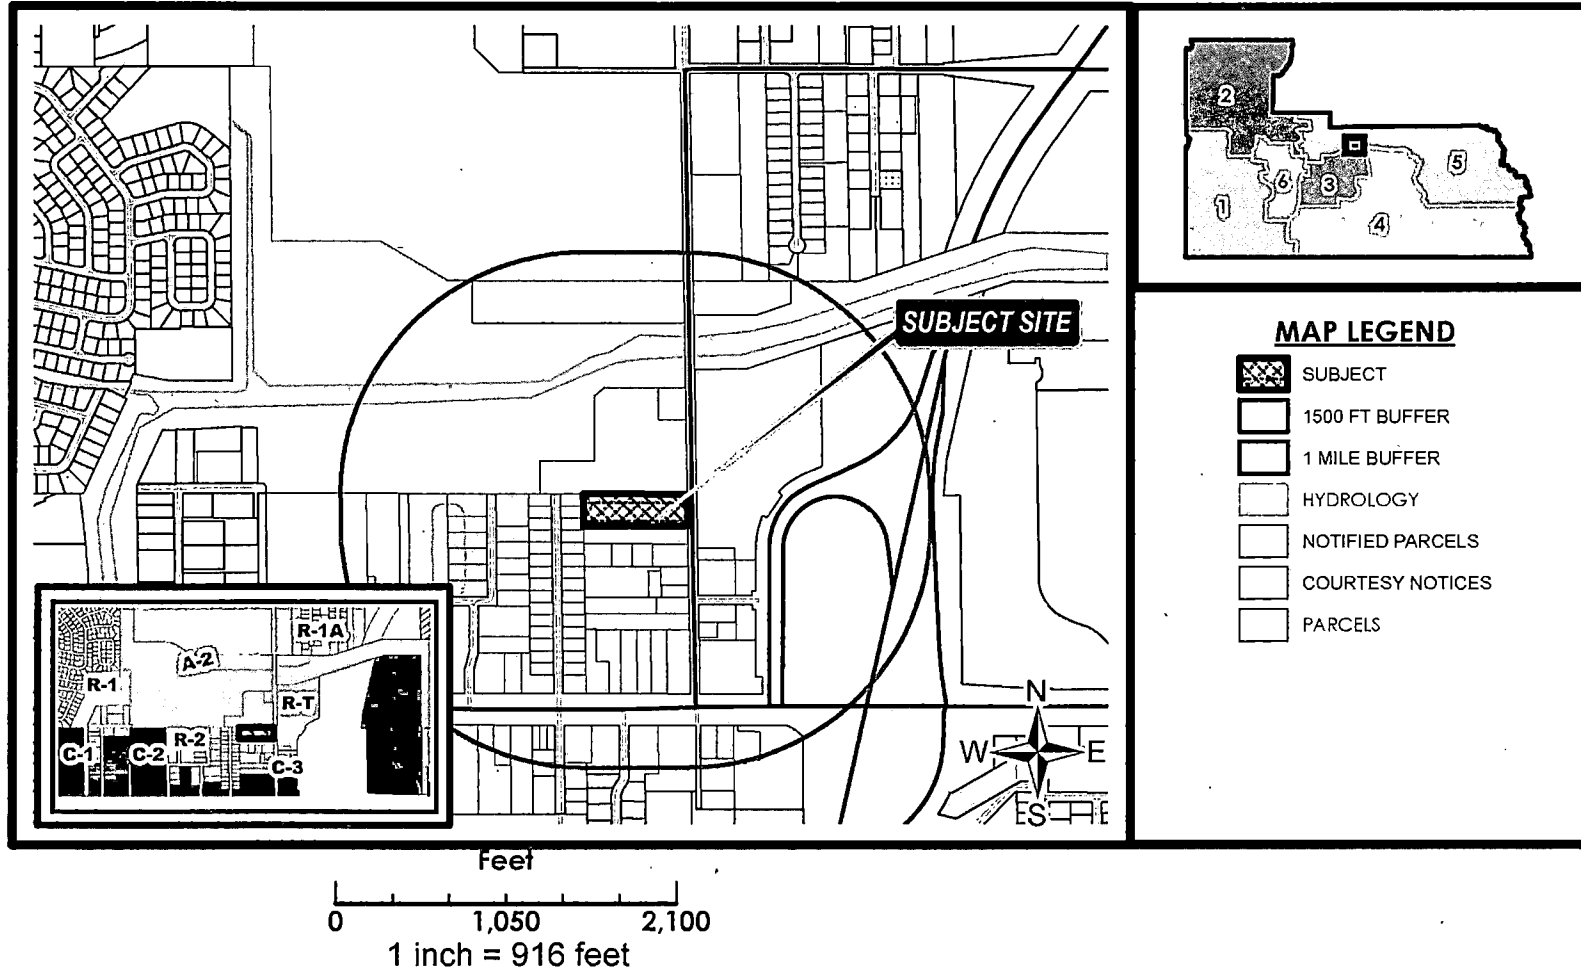 SUBJECT SITE
N
W E
S
R-1A
A-2
R-1
R-T
C-1
C-2
R-2
C-3
2
5
6
3
1
4
MAP LEGEND
SUBJECT
1500 FT BUFFER
1 MILE BUFFER
HYDROLOGY
NOTIFIED PARCELS
COURTESY NOTICES
PARCELS
Feet
0 1,050 2,100
1 inch = 916 feet